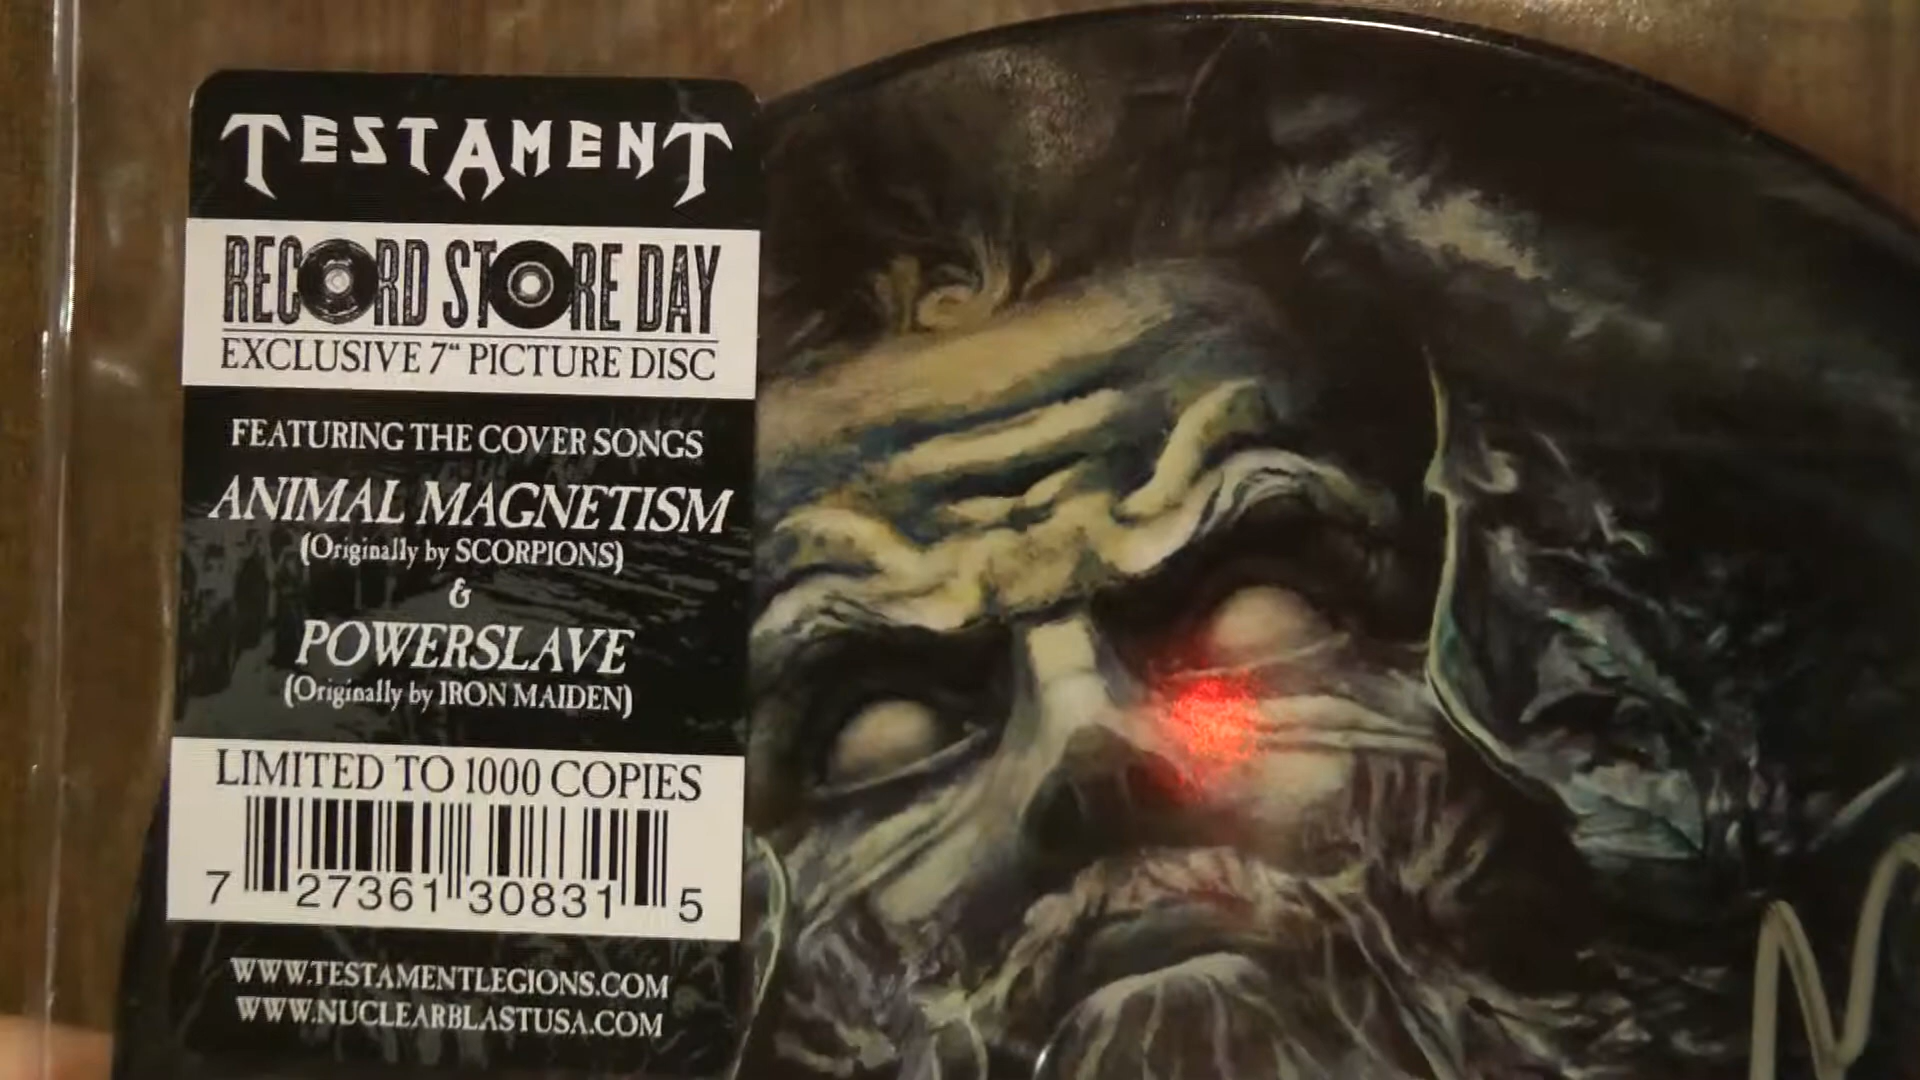 TESTAMENT
RECORD STORE DAY
EXCLUSIVE 7" PICTURE DISC
FEATURING THE COVER SONGS
ANIMAL MAGNETISM
(Originally by SCORPIONS)
&
POWERSLAVE
(Originally by IRON MAIDEN)
LIMITED TO 1000 COPIES
7 27361 30831 5
WWW.TESTAMENTLEGIONS.COM
WWW.NUCLEARBLASTUSA.COM